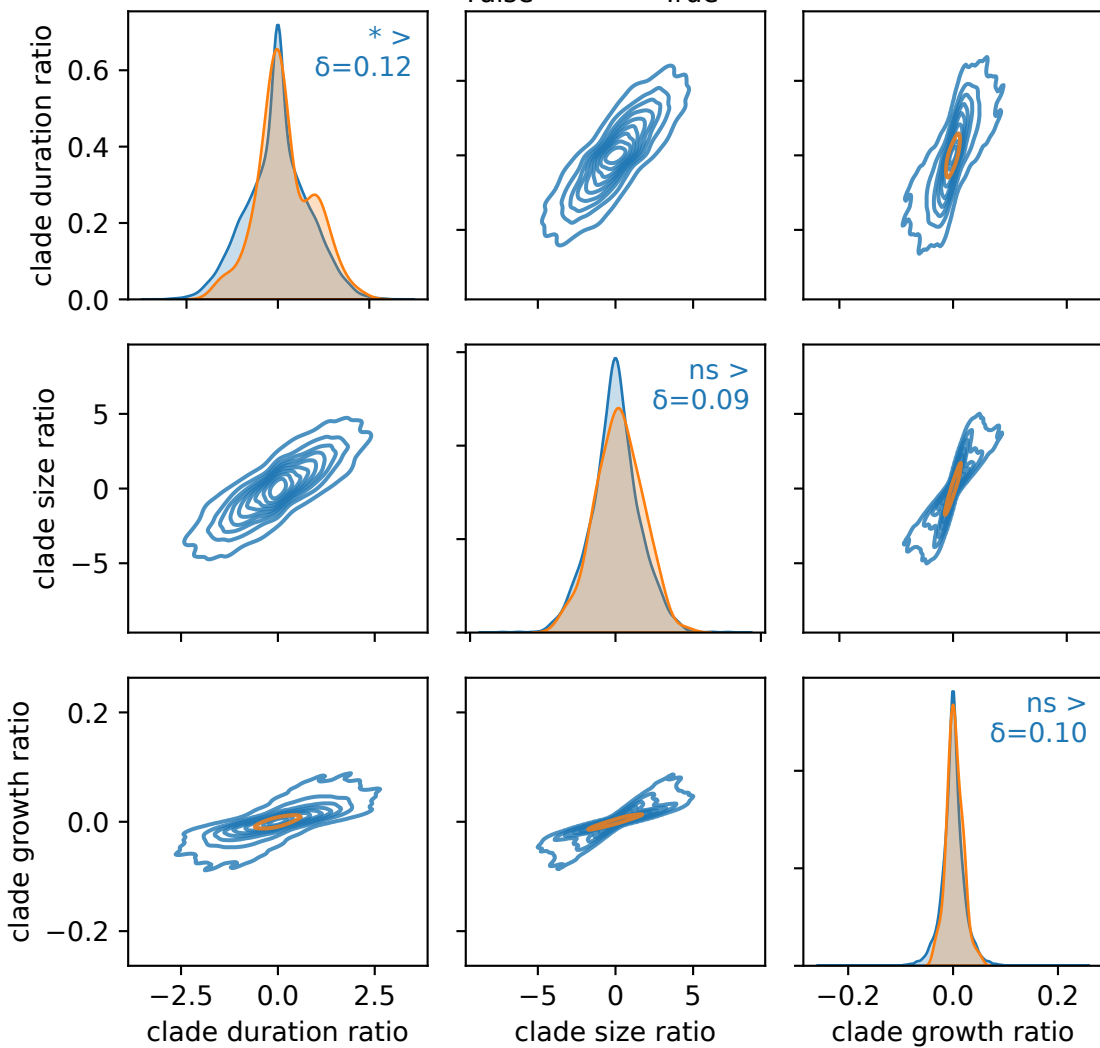 True
* >
δ=0.12
clade duration ratio
0.6
0.4
0.2
0.0
ns >
δ=0.09
clade size ratio
5
0
−5
ns >
δ=0.10
clade growth ratio
0.2
0.0
−0.2
−2.5 0.0 2.5 −5 0 5 −0.2 0.0 0.2
clade duration ratio clade size ratio clade growth ratio